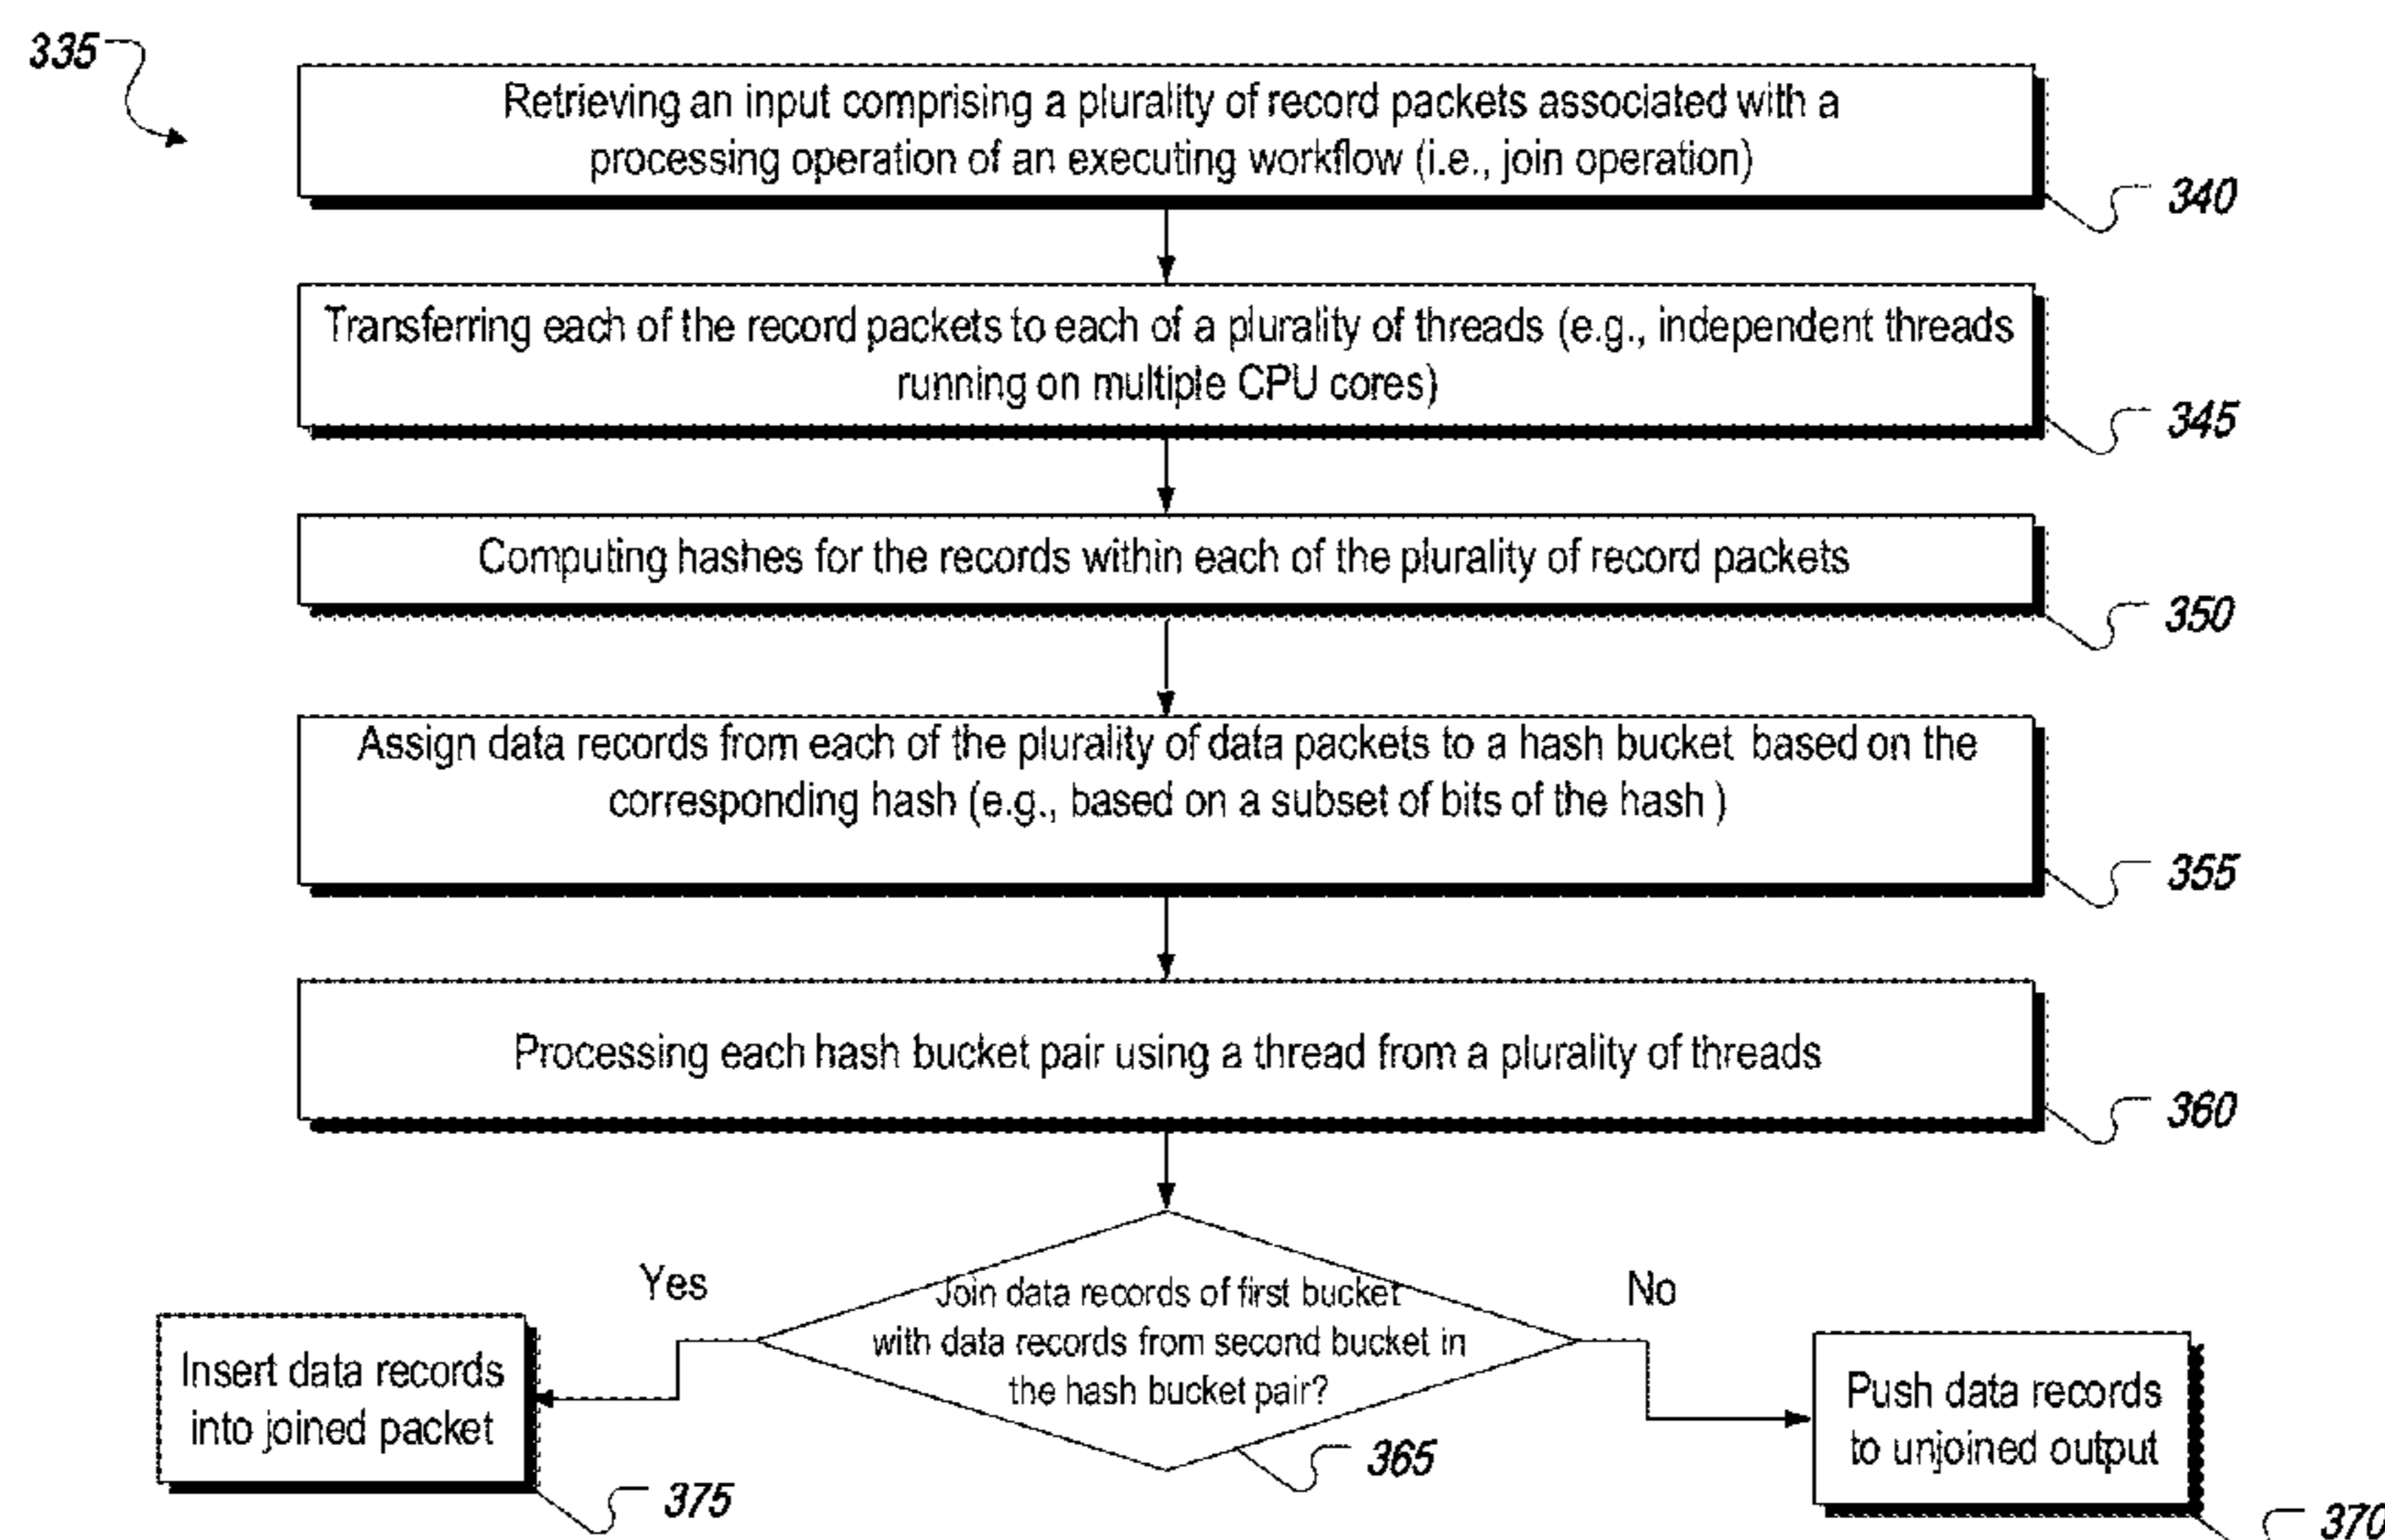 335
Retrieving an input comprising a plurality of record packets associated with a
processing operation of an executing workflow (i.e., join operation)
340
Transferring each of the record packets to each of a plurality of threads (e.g., independent threads
running on multiple CPU cores)
345
Computing hashes for the records within each of the plurality of record packets
350
Assign data records from each of the plurality of data packets to a hash bucket based on the
corresponding hash (e.g., based on a subset of bits of the hash )
355
Processing each hash bucket pair using a thread from a plurality of threads
360
Yes
Join data records of first bucket
with data records from second bucket in
the hash bucket pair?
No
365
Insert data records
into joined packet
375
Push data records
to unjoined output
370